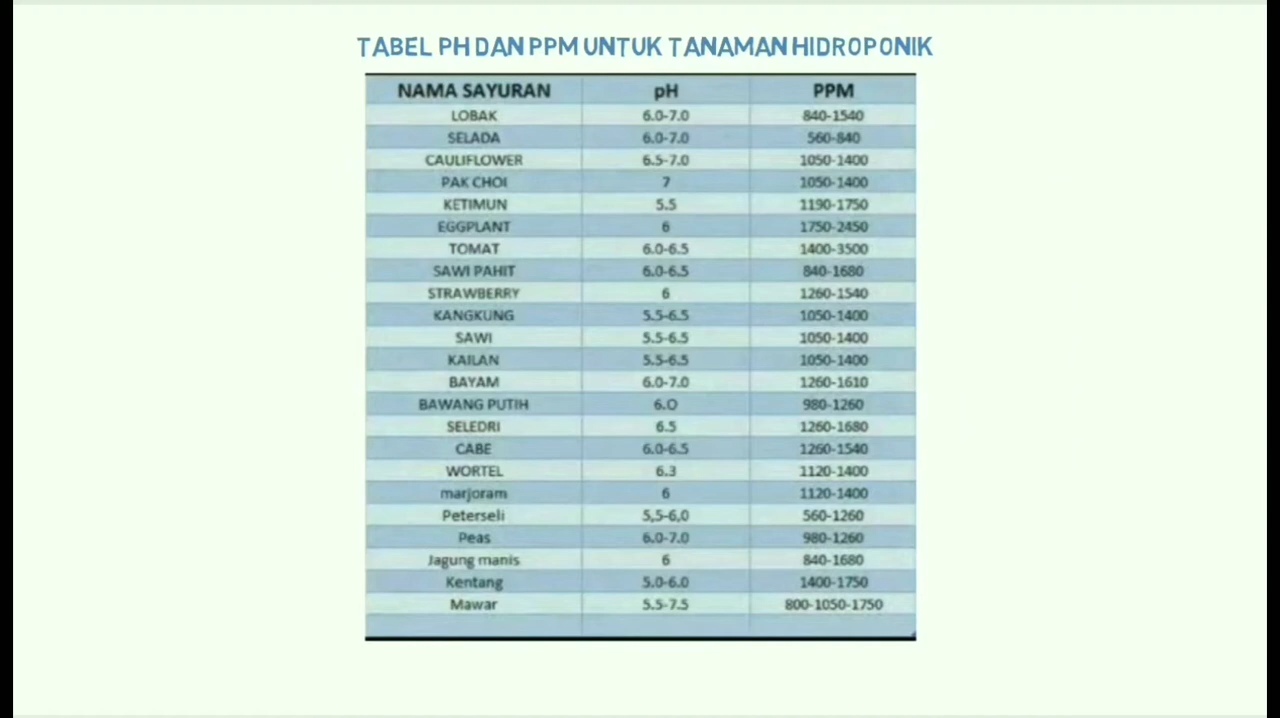 TABEL PH DAN PPM UNTUK TANAMAN HIDROPONIK
NAMA SAYURAN pH PPM
LOBAK 6.0-7.0 840-1540
SELADA 6.0-7.0 560-840
CAULIFLOWER 6.5-7.0 1050-1400
PAK CHOI 7 1050-1400
KETIMUN 5.5 1190-1750
EGGPLANT 6 1750-2450
TOMAT 6.0-6.5 1400-3500
SAWI PAHIT 6.0-6.5 840-1680
STRAWBERRY 6 1260-1540
KANGKUNG 5.5-6.5 1050-1400
SAWI 5.5-6.5 1050-1400
KAILAN 5.5-6.5 1050-1400
BAYAM 6.0-7.0 1260-1610
BAWANG PUTIH 6.O 980-1260
SELEDRI 6.5 1260-1680
CABE 6.0-6.5 1260-1540
WORTEL 6.3 1120-1400
marjoram 6 1120-1400
Peterseli 5,5-6,0 560-1260
Peas 6.0-7.0 980-1260
Jagung manis 6 840-1680
Kentang 5.0-6.0 1400-1750
Mawar 5.5-7.5 800-1050-1750